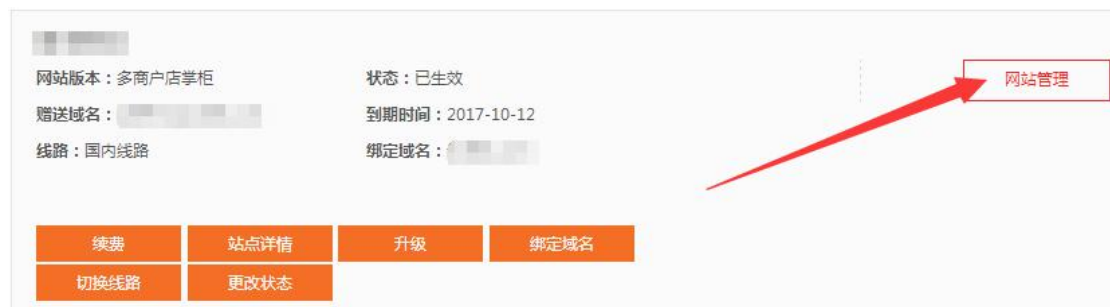 网站版本：多商户店掌柜 状态：已生效 网站管理
赠送域名： 到期时间：2017-10-12
线路：国内线路 绑定域名：
续费 站点详情 升级 绑定域名
切换线路 更改状态